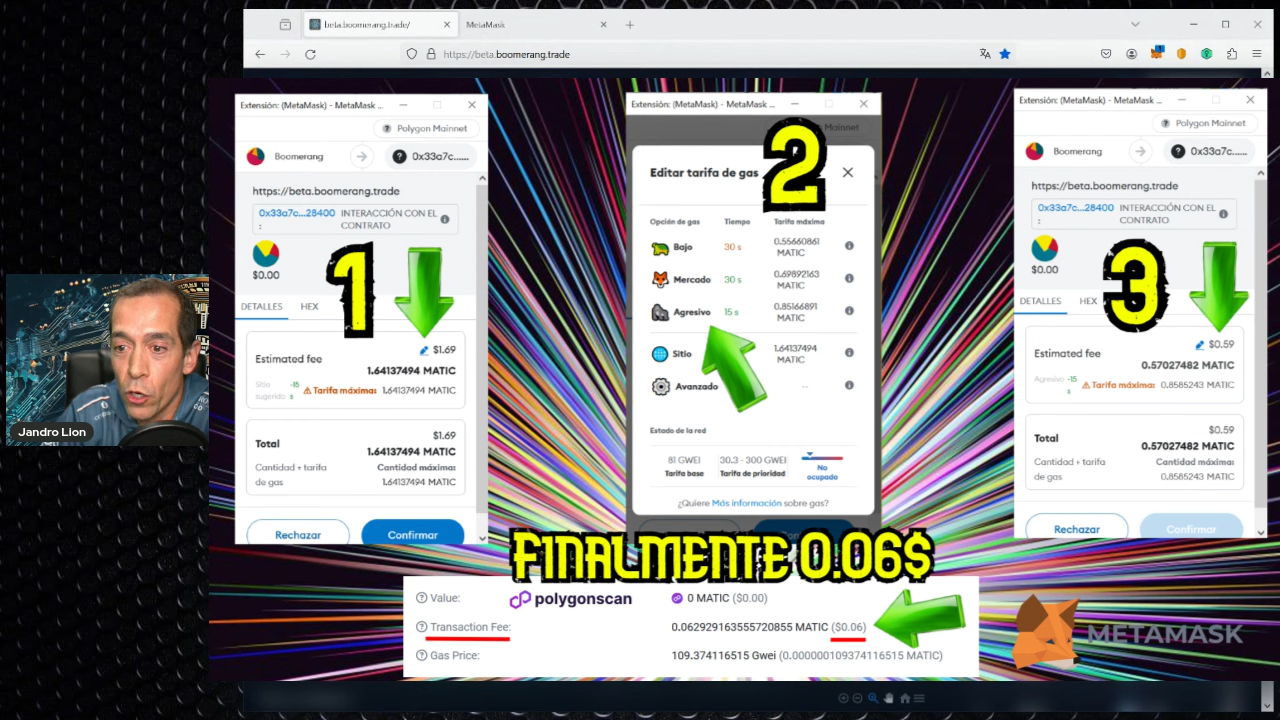 beta.boomerang.trade/
MetaMask
https://beta.boomerang.trade
Extensión: (MetaMask) - MetaMask ...
Polygon Mainnet
Boomerang
0x33a7c......
https://beta.boomerang.trade
0x33a7c...28400
:
INTERACCIÓN CON EL
CONTRATO
$0.00
1
DETALLES
HEX
$1.69
Estimated fee
1.64137494 MATIC
Sitio
sugerido
-15
s
Tarifa máxima: 1.64137494 MATIC
$1.69
Total
1.64137494 MATIC
Cantidad + tarifa
de gas
Cantidad máxima:
1.64137494 MATIC
Rechazar
Confirmar
Extensión: (MetaMask) - MetaMask ...
Mainnet
2
Editar tarifa de gas
Opción de gas Tiempo Tarifa máxima
Bajo 30 s 0.55660861
MATIC
Mercado 30 s 0.69892163
MATIC
Agresivo 15 s 0.85166891
MATIC
Sitio 1.64137494
MATIC
Avanzado --
Estado de la red
81 GWEI
Tarifa base
30.3 - 300 GWEI
Tarifa de prioridad
No
ocupado
¿Quiere Más información sobre gas?
Extensión: (MetaMask) - MetaMask ...
Polygon Mainnet
Boomerang
0x33a7c......
https://beta.boomerang.trade
0x33a7c...28400
:
INTERACCIÓN CON EL
CONTRATO
$0.00
3
DETALLES
HEX
$0.59
Estimated fee
0.57027482 MATIC
Agresivo -15
s
Tarifa máxima: 0.8585243 MATIC
$0.59
Total
0.57027482 MATIC
Cantidad + tarifa
de gas
Cantidad máxima:
0.8585243 MATIC
Rechazar
Confirmar
Jandro Lion
Finalmente 0.06$
Value:
polygonscan
0 MATIC ($0.00)
Transaction Fee:
0.062929163555720855 MATIC ($0.06)
Gas Price:
109.374116515 Gwei (0.000000109374116515 MATIC)
METAMASK